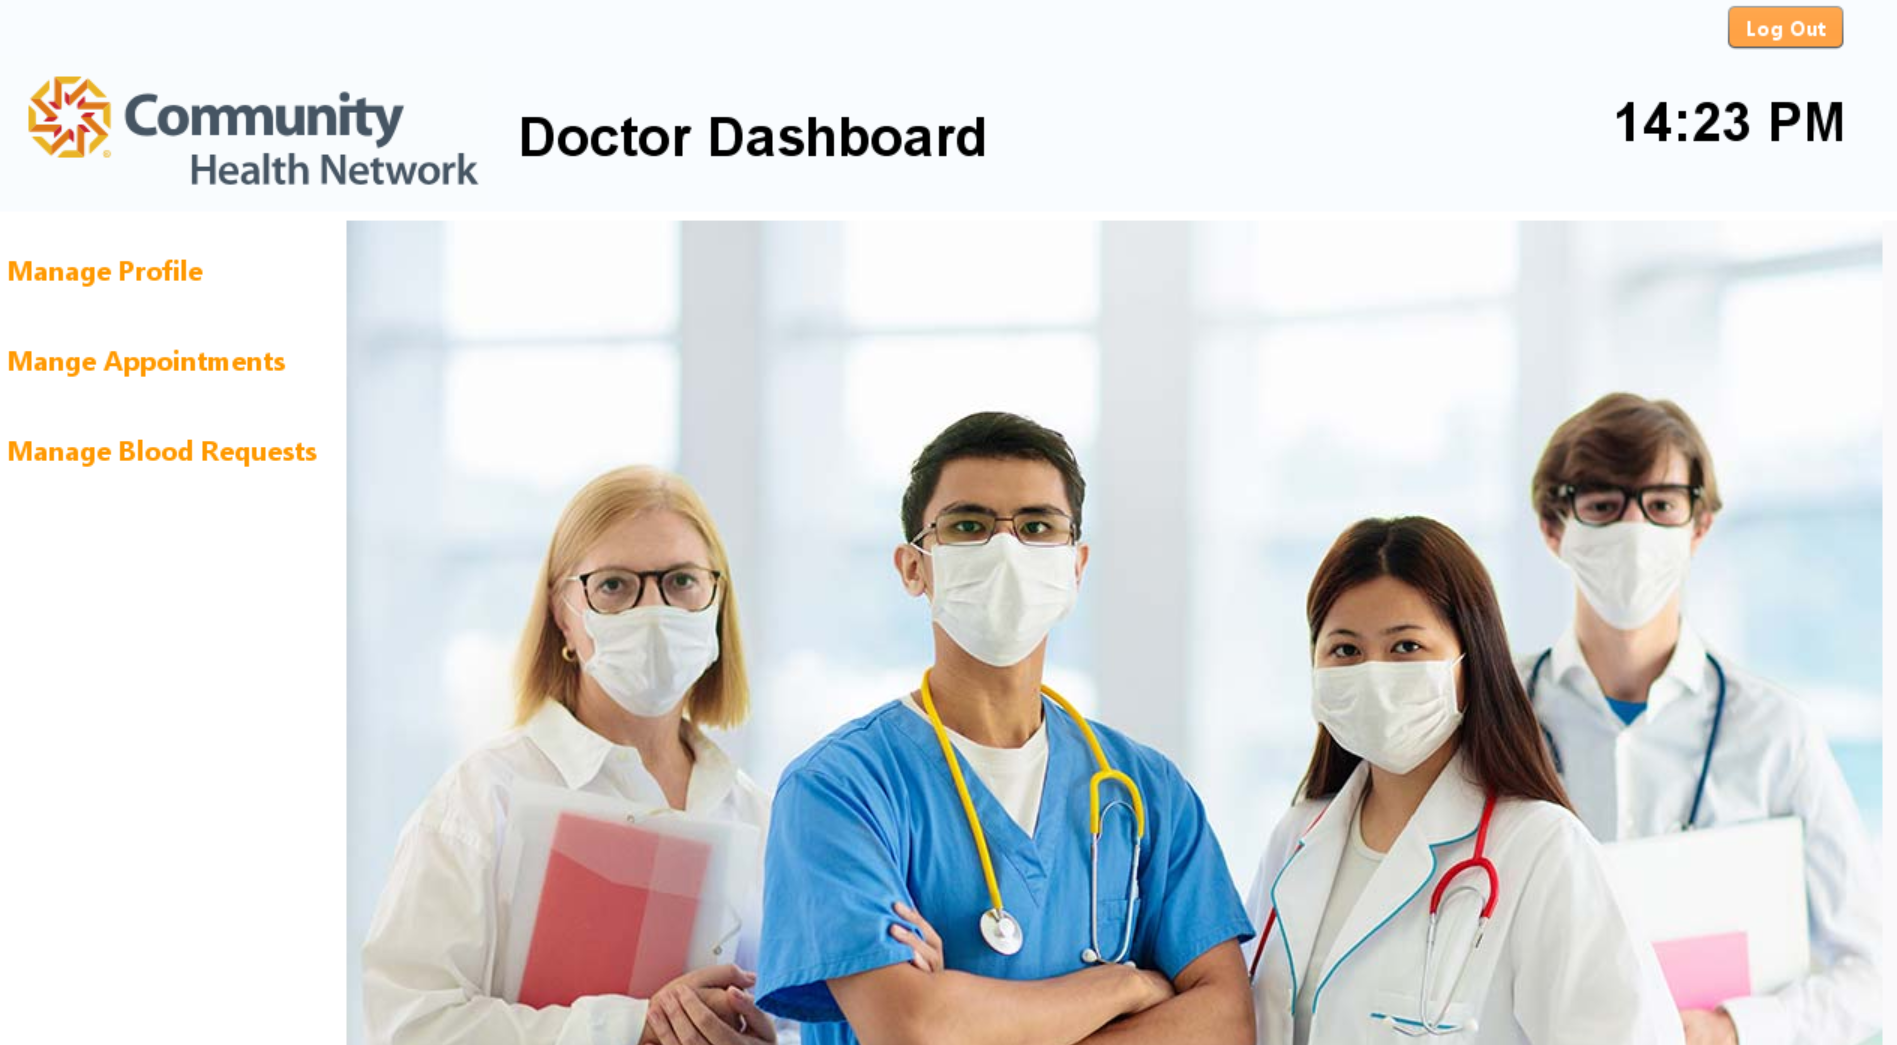 Log Out
Community
Health Network
Doctor Dashboard
14:23 PM
Manage Profile
Mange Appointments
Manage Blood Requests